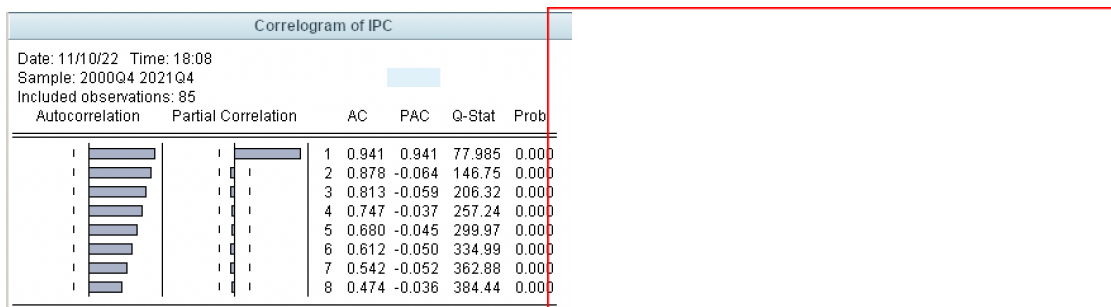 Correlogram of IPC
Date: 11/10/22 Time: 18:08
Sample: 2000Q4 2021Q4
Included observations: 85
Autocorrelation Partial Correlation AC PAC Q-Stat Prob
1 0.941 0.941 77.985 0.000
2 0.878 -0.064 146.75 0.000
3 0.813 -0.059 206.32 0.000
4 0.747 -0.037 257.24 0.000
5 0.680 -0.045 299.97 0.000
6 0.612 -0.050 334.99 0.000
7 0.542 -0.052 362.88 0.000
8 0.474 -0.036 384.44 0.000